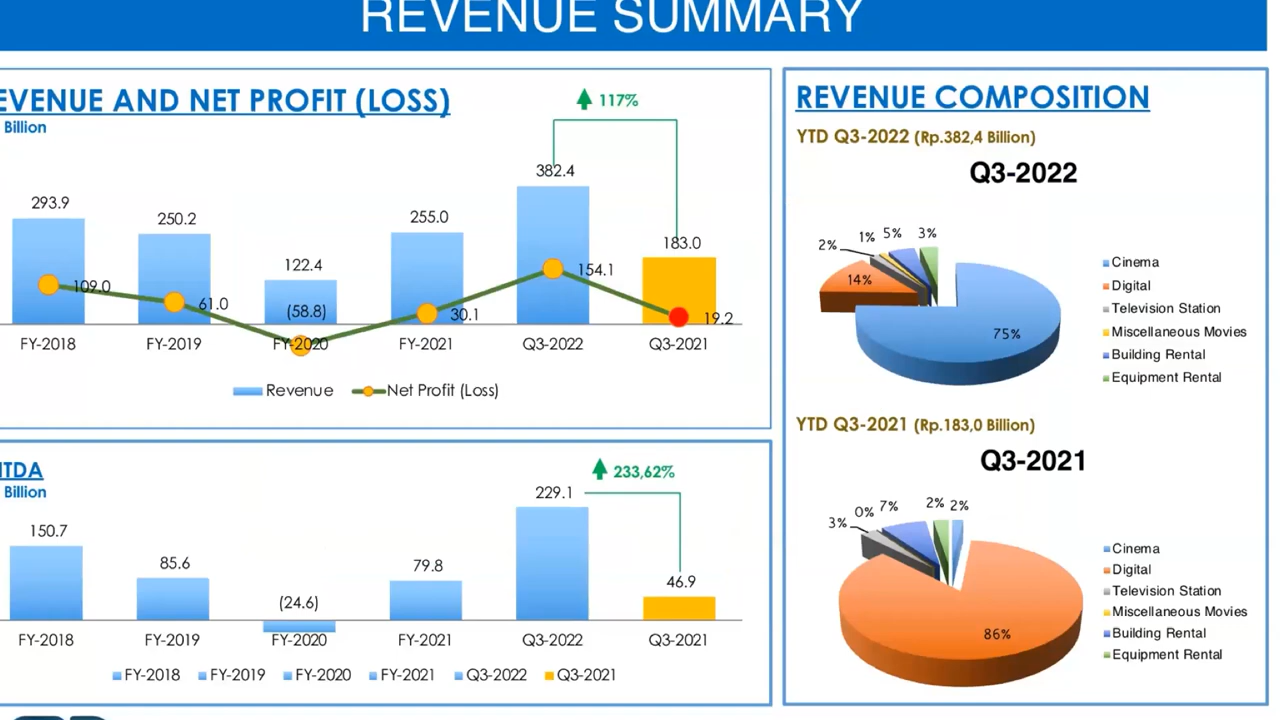 REVENUE SUMMARY
EVENUE AND NET PROFIT (LOSS)
Billion
117%
293.9
250.2
122.4
255.0
382.4
183.0
109.0
61.0
(58.8)
30.1
154.1
19.2
FY-2018
FY-2019
FY-2020
FY-2021
Q3-2022
Q3-2021
Revenue
Net Profit (Loss)
ITDA
Billion
233,62%
150.7
85.6
(24.6)
79.8
229.1
46.9
FY-2018
FY-2019
FY-2020
FY-2021
Q3-2022
Q3-2021
FY-2018
FY-2019
FY-2020
FY-2021
Q3-2022
Q3-2021
REVENUE COMPOSITION
YTD Q3-2022 (Rp.382,4 Billion)
Q3-2022
2%
1%
5%
3%
14%
75%
Cinema
Digital
Television Station
Miscellaneous Movies
Building Rental
Equipment Rental
YTD Q3-2021 (Rp.183,0 Billion)
Q3-2021
3%
0%
7%
2%
2%
86%
Cinema
Digital
Television Station
Miscellaneous Movies
Building Rental
Equipment Rental